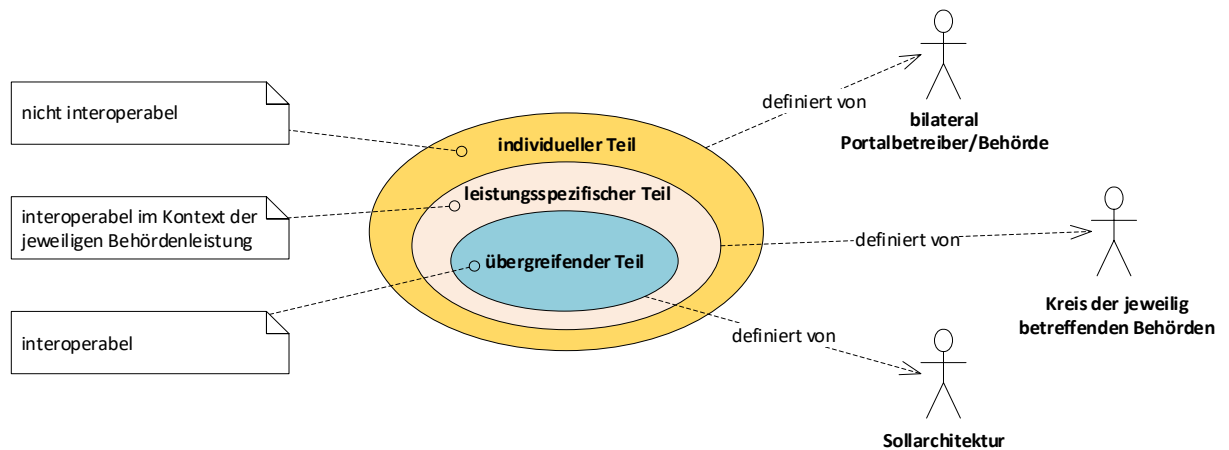 nicht interoperabel
interoperabel im Kontext der
jeweiligen Behördenleistung
interoperabel
individueller Teil
leistungsspezifischer Teil
übergreifender Teil
definiert von
bilateral
Portalbetreiber/Behörde
definiert von
Kreis der jeweilig
betreffenden Behörden
definiert von
Sollarchitektur